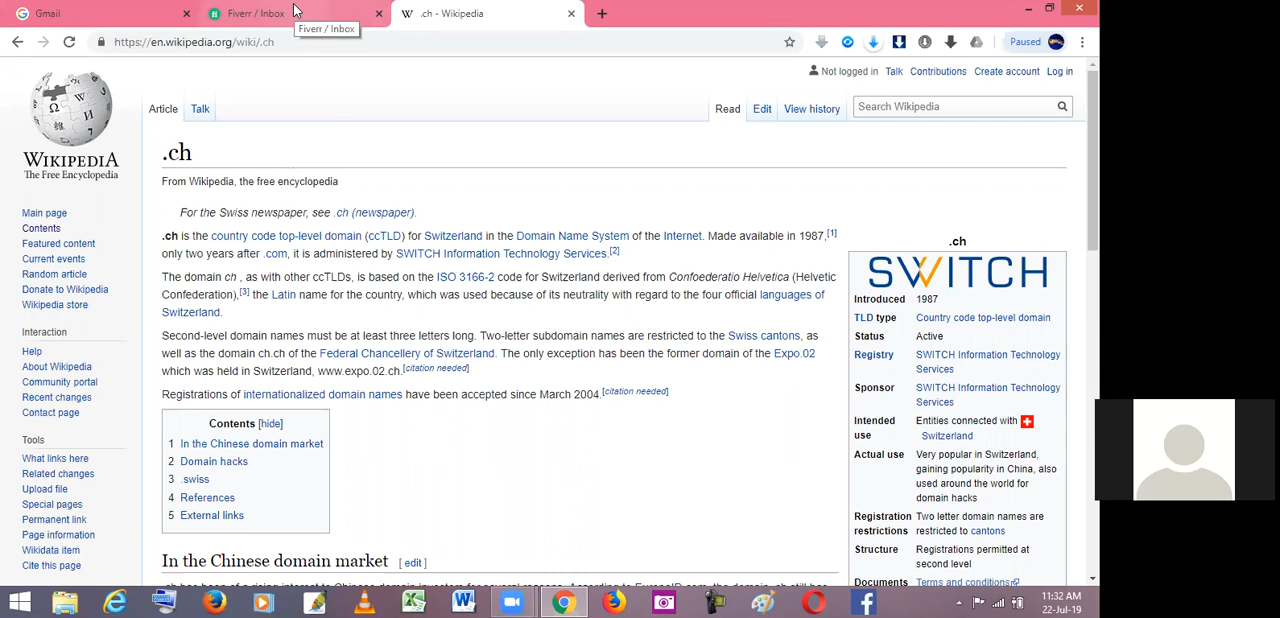 Gmail
Fiverr / Inbox
.ch - Wikipedia
Fiverr / Inbox
https://en.wikipedia.org/wiki/.ch
Paused
Not logged in Talk Contributions Create account Log in
Article Talk
Read Edit View history
Search Wikipedia
WIKIPEDIA
The Free Encyclopedia
Main page
Contents
Featured content
Current events
Random article
Donate to Wikipedia
Wikipedia store
Interaction
Help
About Wikipedia
Community portal
Recent changes
Contact page
Tools
What links here
Related changes
Upload file
Special pages
Permanent link
Page information
Wikidata item
Cite this page
.ch
From Wikipedia, the free encyclopedia
For the Swiss newspaper, see .ch (newspaper).
.ch is the country code top-level domain (ccTLD) for Switzerland in the Domain Name System of the Internet. Made available in 1987,[1]
only two years after .com, it is administered by SWITCH Information Technology Services.[2]
The domain ch , as with other ccTLDs, is based on the ISO 3166-2 code for Switzerland derived from Confoederatio Helvetica (Helvetic
Confederation),[3] the Latin name for the country, which was used because of its neutrality with regard to the four official languages of
Switzerland.
Second-level domain names must be at least three letters long. Two-letter subdomain names are restricted to the Swiss cantons, as
well as the domain ch.ch of the Federal Chancellery of Switzerland. The only exception has been the former domain of the Expo.02
which was held in Switzerland, www.expo.02.ch.[citation needed]
Registrations of internationalized domain names have been accepted since March 2004.[citation needed]
Contents [hide]
1 In the Chinese domain market
2 Domain hacks
3 .swiss
4 References
5 External links
In the Chinese domain market [ edit ]
.ch
SWITCH
Introduced 1987
TLD type Country code top-level domain
Status Active
Registry SWITCH Information Technology
Services
Sponsor SWITCH Information Technology
Services
Intended Entities connected with
use Switzerland
Actual use Very popular in Switzerland,
gaining popularity in China, also
used around the world for
domain hacks
Registration Two letter domain names are
restrictions restricted to cantons
Structure Registrations permitted at
second level
Documents Terms and conditions
11:32 AM
22-Jul-19